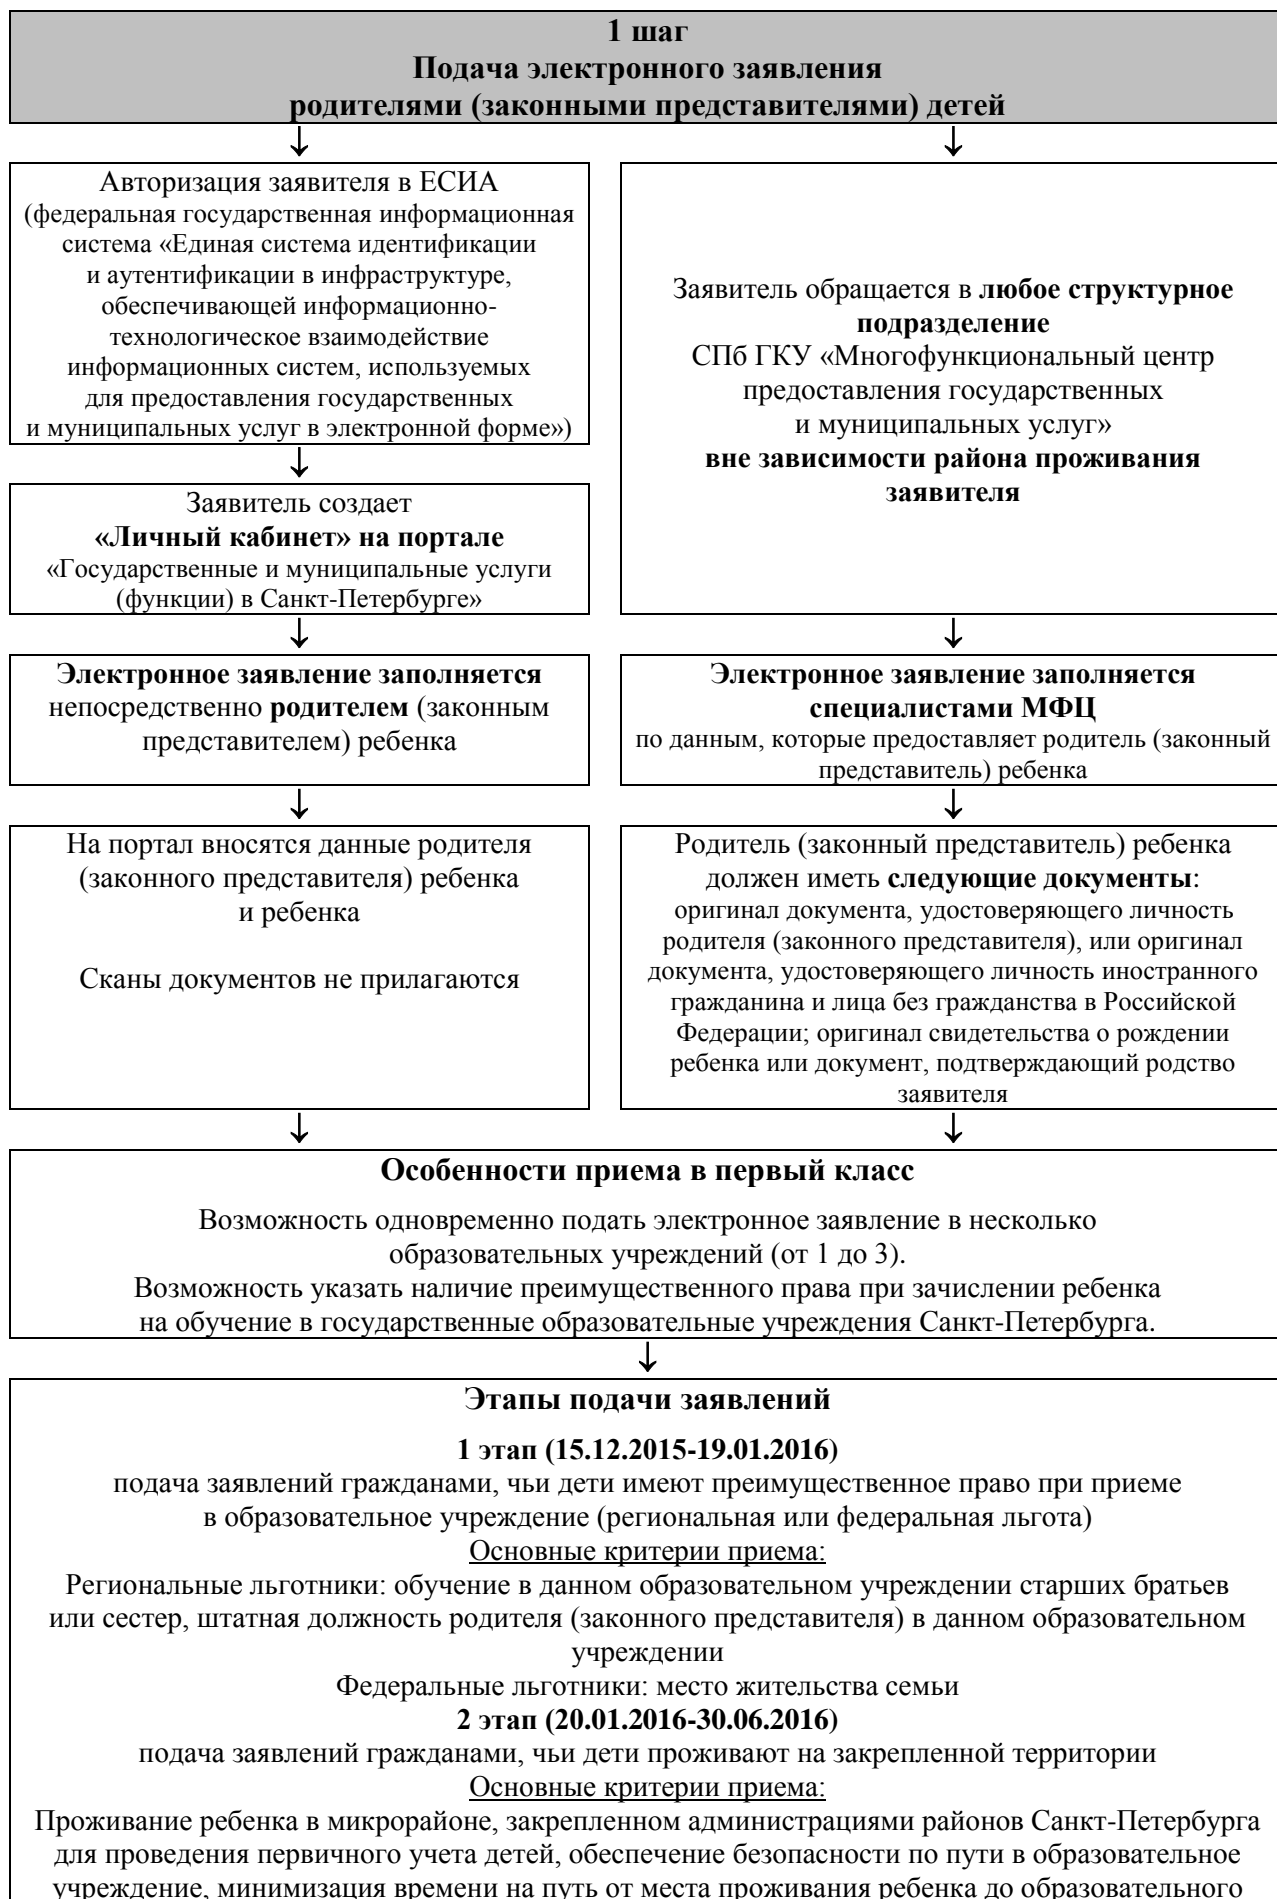 1 шаг
Подача электронного заявления
родителями (законными представителями) детей
Авторизация заявителя в ЕСИА
(федеральная государственная информационная
система «Единая система идентификации
и аутентификации в инфраструктуре,
обеспечивающей информационно-
технологическое взаимодействие
информационных систем, используемых
для предоставления государственных
и муниципальных услуг в электронной форме»)
Заявитель создает
«Личный кабинет» на портале
«Государственные и муниципальные услуги
(функции) в Санкт-Петербурге»
Электронное заявление заполняется
непосредственно родителем (законным
представителем) ребенка
На портал вносятся данные родителя
(законного представителя) ребенка
и ребенка
Сканы документов не прилагаются
Заявитель обращается в любое структурное
подразделение
СПб ГКУ «Многофункциональный центр
предоставления государственных
и муниципальных услуг»
вне зависимости района проживания
заявителя
Электронное заявление заполняется
специалистами МФЦ
по данным, которые предоставляет родитель (законный
представитель) ребенка
Родитель (законный представитель) ребенка
должен иметь следующие документы:
оригинал документа, удостоверяющего личность
родителя (законного представителя), или оригинал
документа, удостоверяющего личность иностранного
гражданина и лица без гражданства в Российской
Федерации; оригинал свидетельства о рождении
ребенка или документ, подтверждающий родство
заявителя
Особенности приема в первый класс
Возможность одновременно подать электронное заявление в несколько
образовательных учреждений (от 1 до 3).
Возможность указать наличие преимущественного права при зачислении ребенка
на обучение в государственные образовательные учреждения Санкт-Петербурга.
Этапы подачи заявлений
1 этап (15.12.2015-19.01.2016)
подача заявлений гражданами, чьи дети имеют преимущественное право при приеме
в образовательное учреждение (региональная или федеральная льгота)
Основные критерии приема:
Региональные льготники: обучение в данном образовательном учреждении старших братьев
или сестер, штатная должность родителя (законного представителя) в данном образовательном
учреждении
Федеральные льготники: место жительства семьи
2 этап (20.01.2016-30.06.2016)
подача заявлений гражданами, чьи дети проживают на закрепленной территории
Основные критерии приема:
Проживание ребенка в микрорайоне, закрепленном администрациями районов Санкт-Петербурга
для проведения первичного учета детей, обеспечение безопасности по пути в образовательное
учреждение, минимизация времени на путь от места проживания ребенка до образовательного